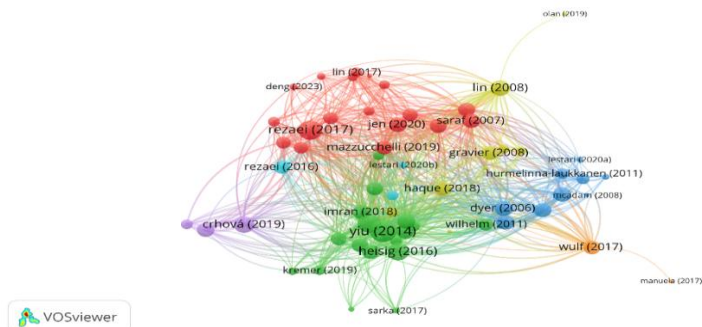 olan (2019)
lin (2017)
deng (2023)
lin (2008)
rezaei (2017)
jen (2020)
saraf (2007)
mazzucchelli (2019)
gravier (2008)
rezaei (2016)
lestari (2020b)
lestari (2020a)
hurmelinna-laukkanen (2011)
haque (2018)
mcadam (2008)
imran (2018)
dyer (2006)
crhová (2019)
yiu (2014)
wilhelm (2011)
heisig (2016)
wulf (2017)
kremer (2019)
manuela (2017)
sarka (2017)
VOSviewer